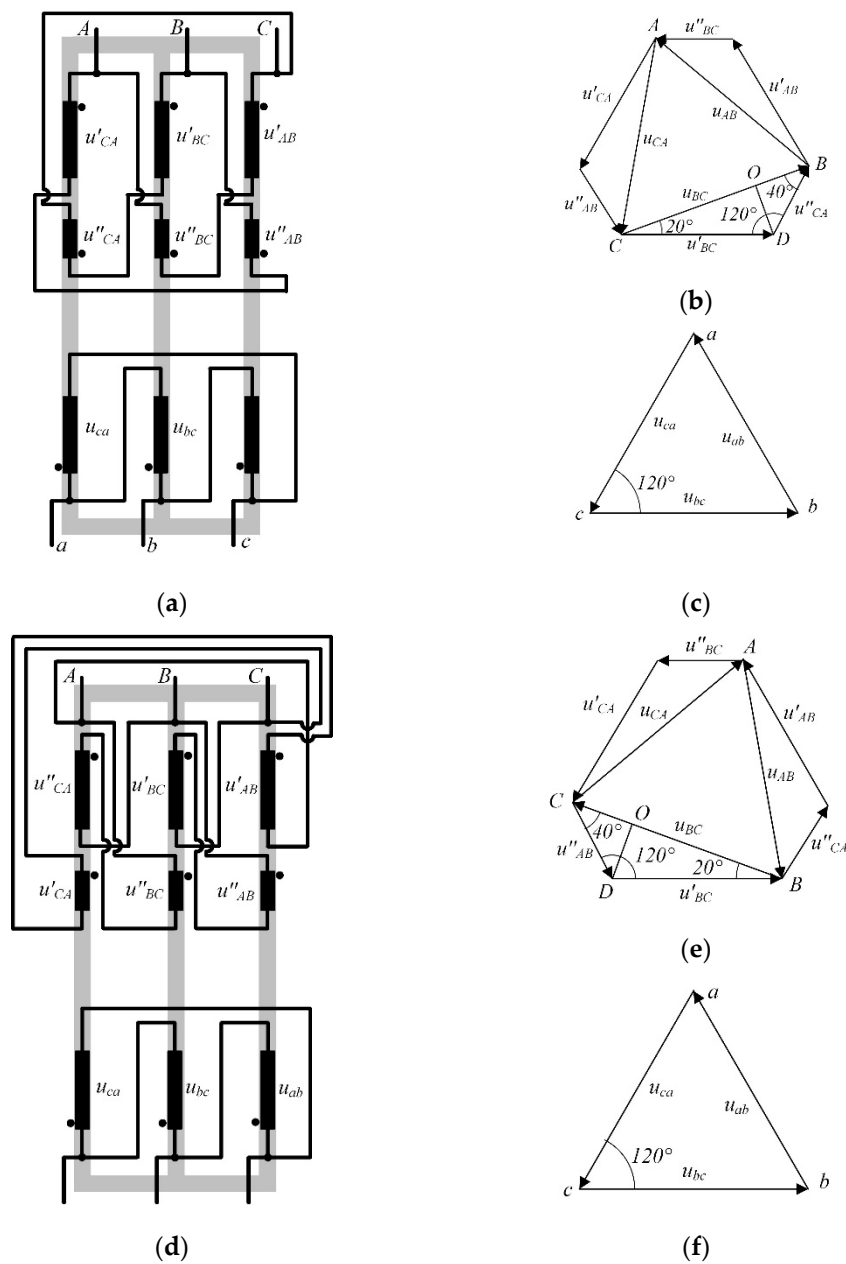 A B C
u'CA u'BC u'AB
u''CA u''BC u''AB
uca ubc
a b c
(a)
A u''BC
u'CA u'AB
uAB
uCA
B
O
uBC 40°
u''AB u''CA
20° 120°
C D
u'BC
(b)
a
uca uab
120°
c ubc b
(c)
A B C
u''CA u'BC u'AB
u'CA u''BC u''AB
uca ubc uab
(d)
u''BC A
u'CA uCA u'AB
uAB
C
O uBC
40° u''CA
u''AB 120° 20°
D B
u'BC
(e)
a
uca uab
120°
c ubc b
(f)